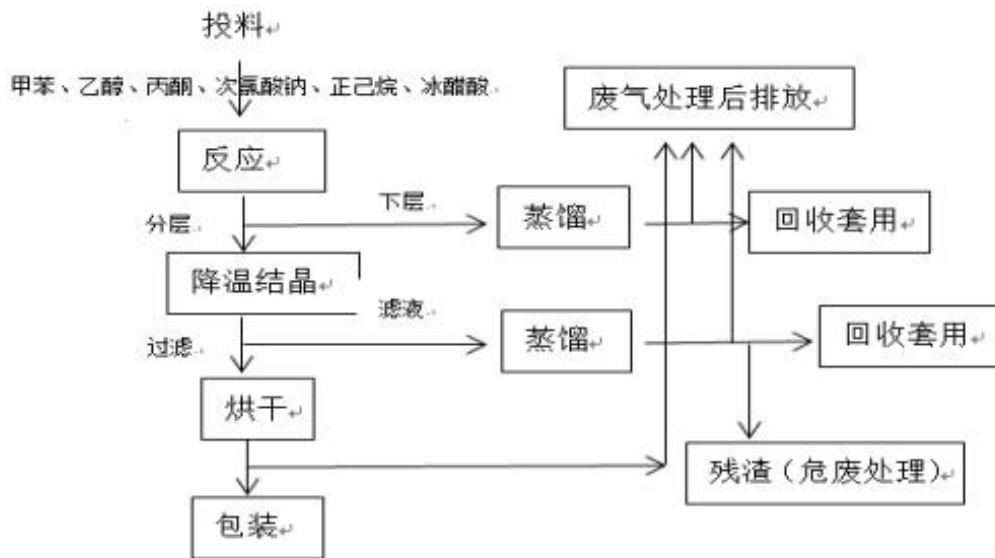 投料
甲苯、乙醇、丙酮、次氯酸钠、正己烷、冰醋酸
废气处理后排放
反应
分层
下层
蒸馏
回收套用
降温结晶
滤液
过滤
蒸馏
回收套用
烘干
残渣（危废处理）
包装